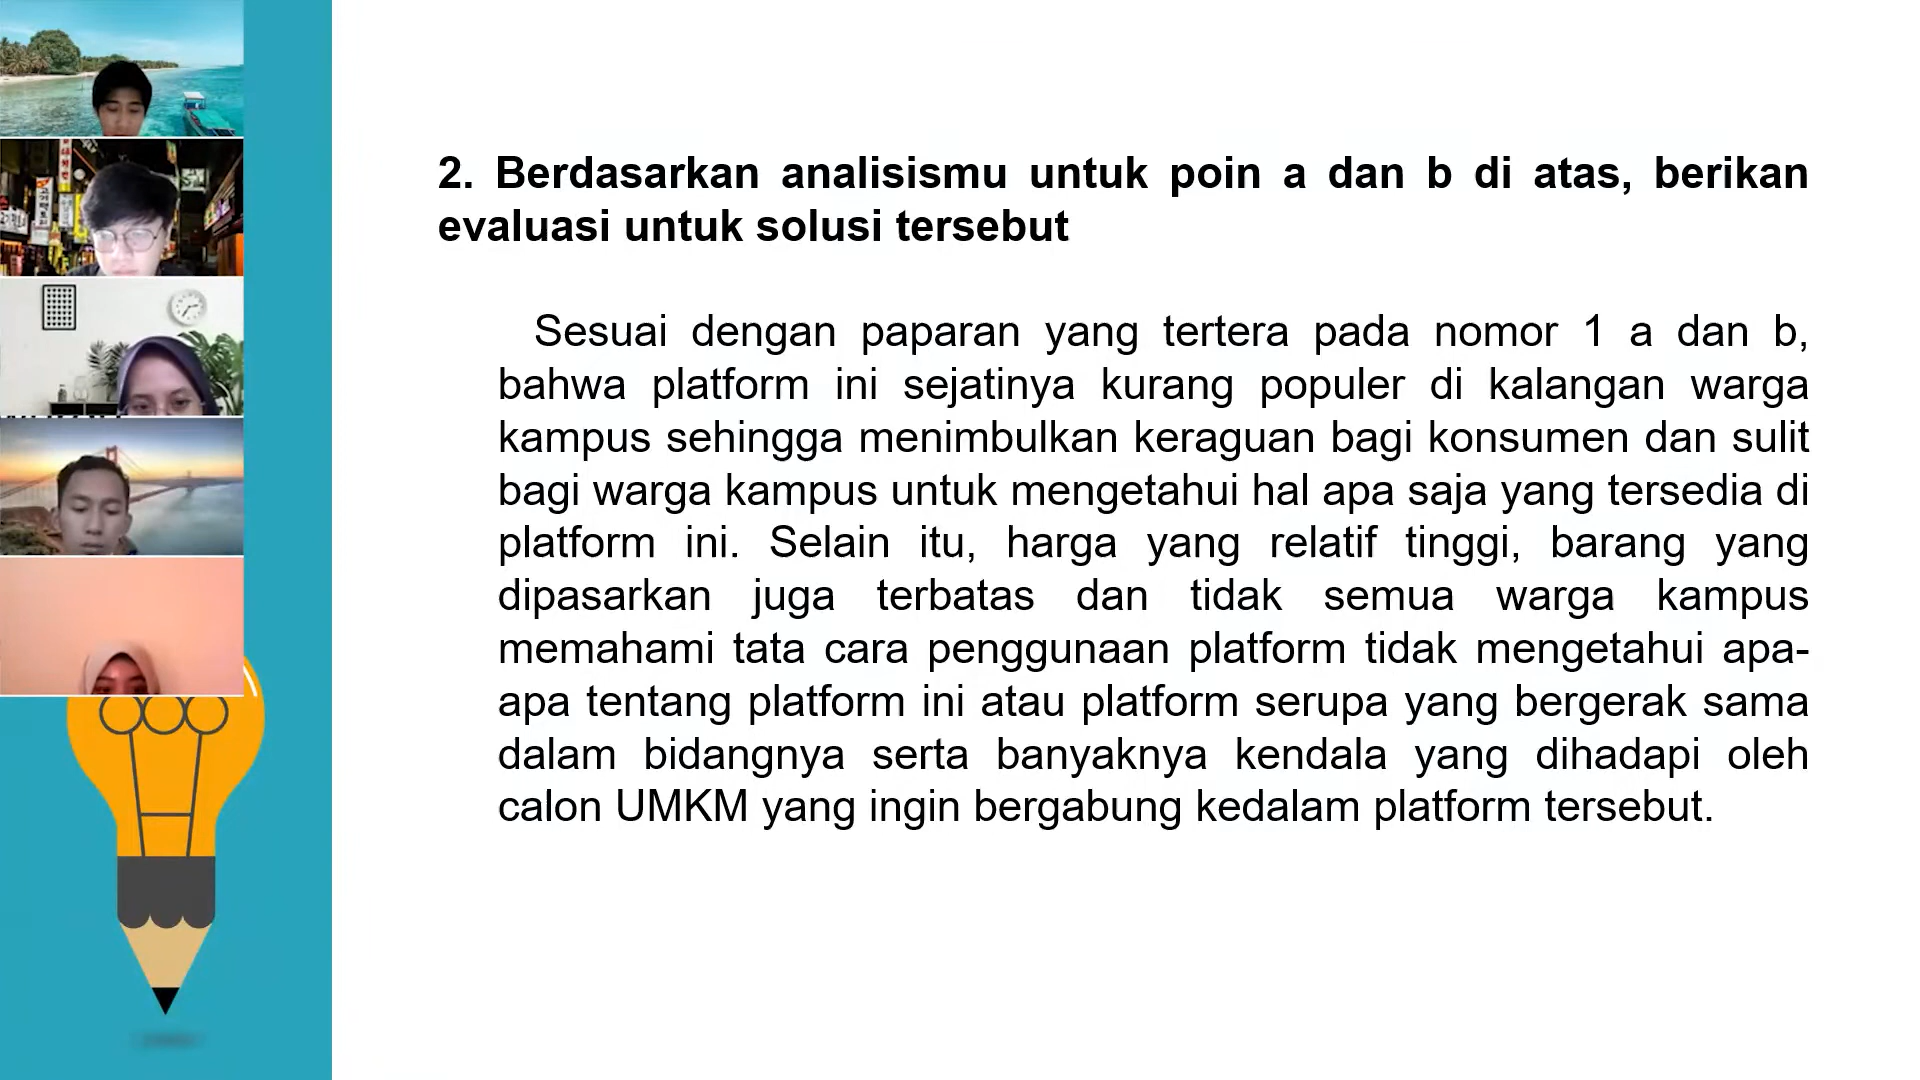 2. Berdasarkan analisismu untuk poin a dan b di atas, berikan
evaluasi untuk solusi tersebut
Sesuai dengan paparan yang tertera pada nomor 1 a dan b,
bahwa platform ini sejatinya kurang populer di kalangan warga
kampus sehingga menimbulkan keraguan bagi konsumen dan sulit
bagi warga kampus untuk mengetahui hal apa saja yang tersedia di
platform ini. Selain itu, harga yang relatif tinggi, barang yang
dipasarkan juga terbatas dan tidak semua warga kampus
memahami tata cara penggunaan platform tidak mengetahui apa-
apa tentang platform ini atau platform serupa yang bergerak sama
dalam bidangnya serta banyaknya kendala yang dihadapi oleh
calon UMKM yang ingin bergabung kedalam platform tersebut.